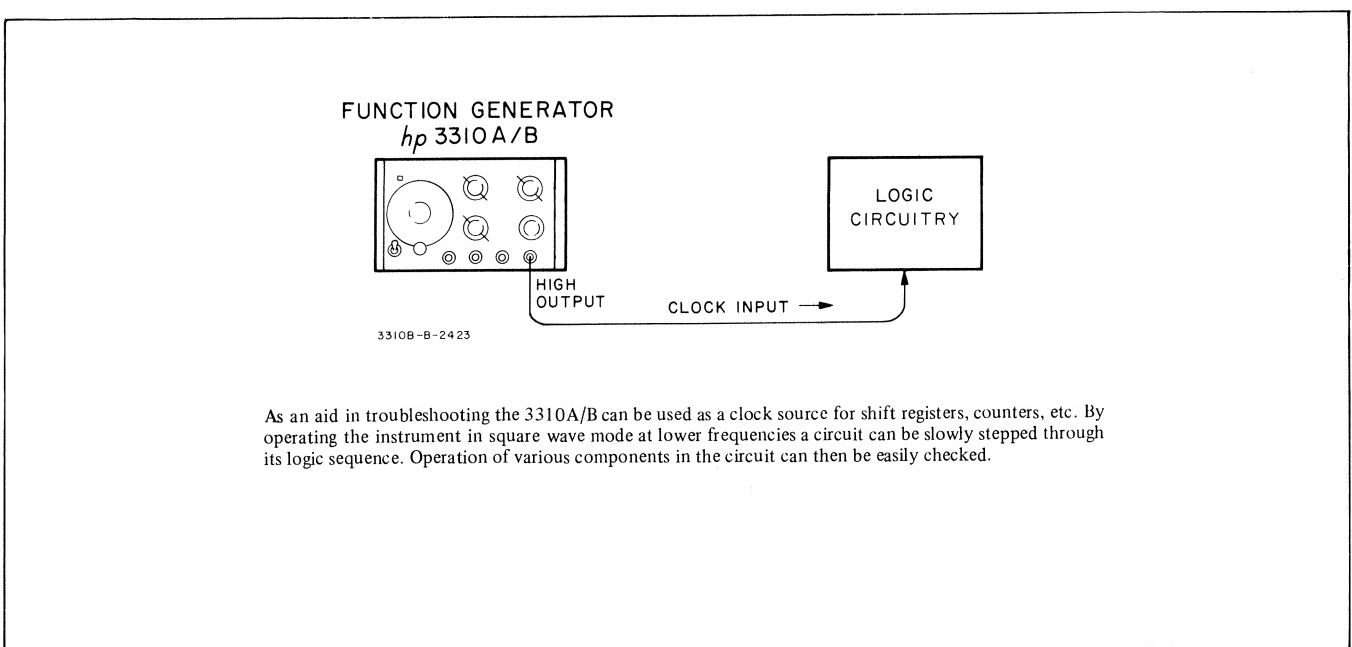 FUNCTION GENERATOR
hp 3310A/B
LOGIC
CIRCUITRY
HIGH
OUTPUT
CLOCK INPUT
3310B-B-2423
As an aid in troubleshooting the 3310A/B can be used as a clock source for shift registers, counters, etc. By
operating the instrument in square wave mode at lower frequencies a circuit can be slowly stepped through
its logic sequence. Operation of various components in the circuit can then be easily checked.